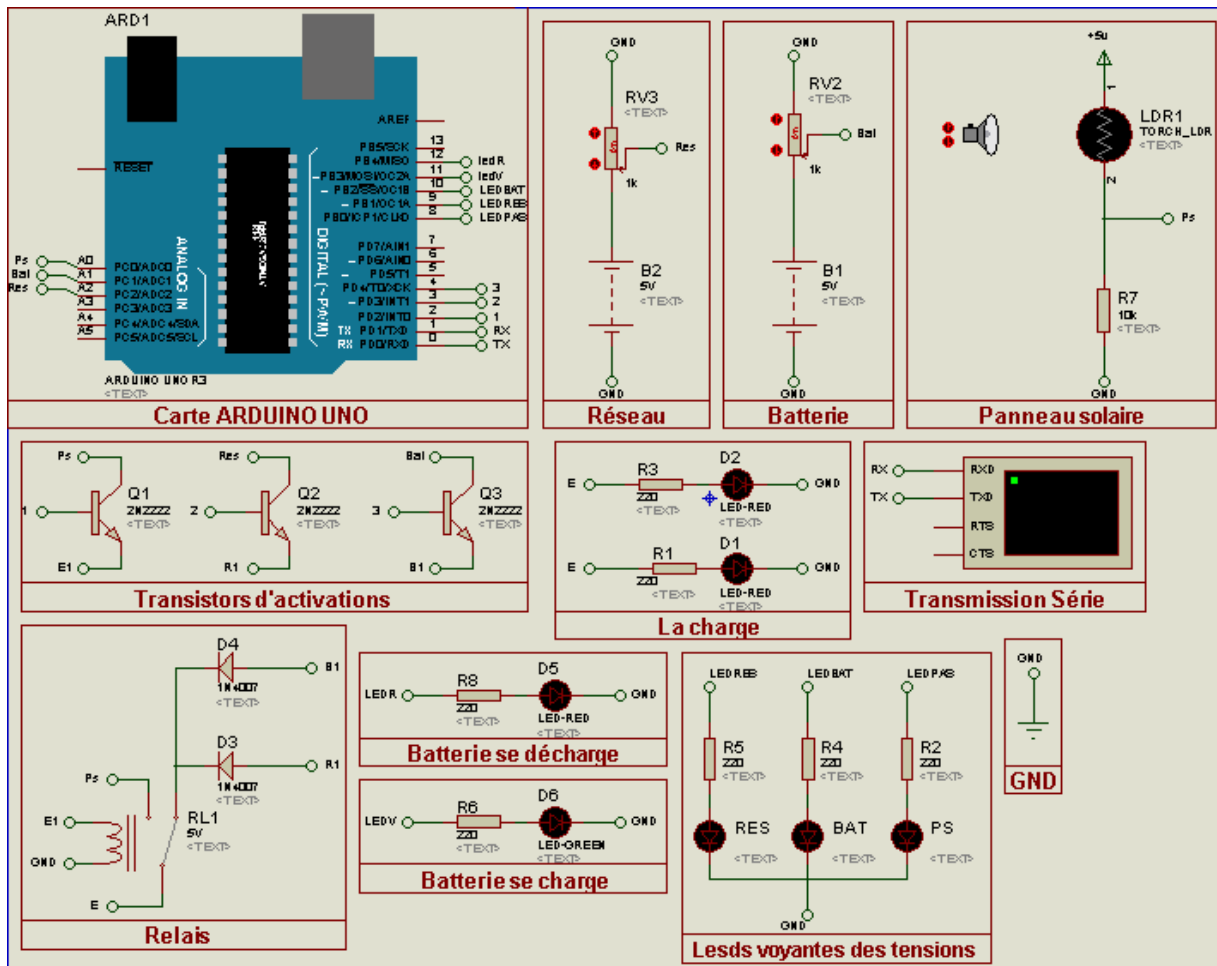 ARD1
AREF
13
PB5/SCK
12
PB4/MISO
ledR
RESET
11
PB3/MOSI/OC2A
ledV
10
PB2/SS/OC1B
LEDBAT
9
PB1/OC1A
LEDRES
8
PB0/ICP1/CLKO
LEDPAS
ANALOG IN
DIGITAL (~PWM)
7
PD7/AIN1
6
PD6/AIN0
5
PD5/T1
4
PD4/T0/XCK
3
3
PD3/INT1
2
2
PD2/INT0
1
1
TX PD1/TXD
RX
0
RX PD0/RXD
TX
Ps A0 PC0/ADC0
Bat A1 PC1/ADC1
Res A2 PC2/ADC2
A3 PC3/ADC3
A4 PC4/ADC4/SDA
A5 PC5/ADC5/SCL
ARDUINO UNO R3
<TEXT>
Carte ARDUINO UNO
GND
RV3
<TEXT>
Res
1k
B2
5V
<TEXT>
GND
Réseau
GND
RV2
<TEXT>
Bat
1k
B1
5V
<TEXT>
GND
Batterie
+5v
1
LDR1
TORCH_LDR
<TEXT>
2
Ps
R7
10k
<TEXT>
GND
Panneau solaire
Ps
Q1
2N2222
<TEXT>
1
E1
Res
Q2
2N2222
<TEXT>
2
R1
Bat
Q3
2N2222
<TEXT>
3
B1
Transistors d'activations
E
R3
220
<TEXT>
D2
LED-RED
<TEXT>
GND
E
R1
220
<TEXT>
D1
LED-RED
<TEXT>
GND
La charge
RX
RXD
TX
TXD
RTS
CTS
Transmission Série
D4
1N4007
<TEXT>
B1
D3
1N4007
<TEXT>
R1
Ps
E1
RL1
5V
<TEXT>
GND
E
Relais
LEDR
R8
220
<TEXT>
D5
LED-RED
<TEXT>
GND
Batterie se décharge
LEDV
R6
220
<TEXT>
D6
LED-GREEN
<TEXT>
GND
Batterie se charge
LEDRES
LEDBAT
LEDPAS
R5
220
<TEXT>
R4
220
<TEXT>
R2
220
<TEXT>
RES
<TEXT>
BAT
<TEXT>
PS
<TEXT>
GND
Lesds voyantes des tensions
GND
GND